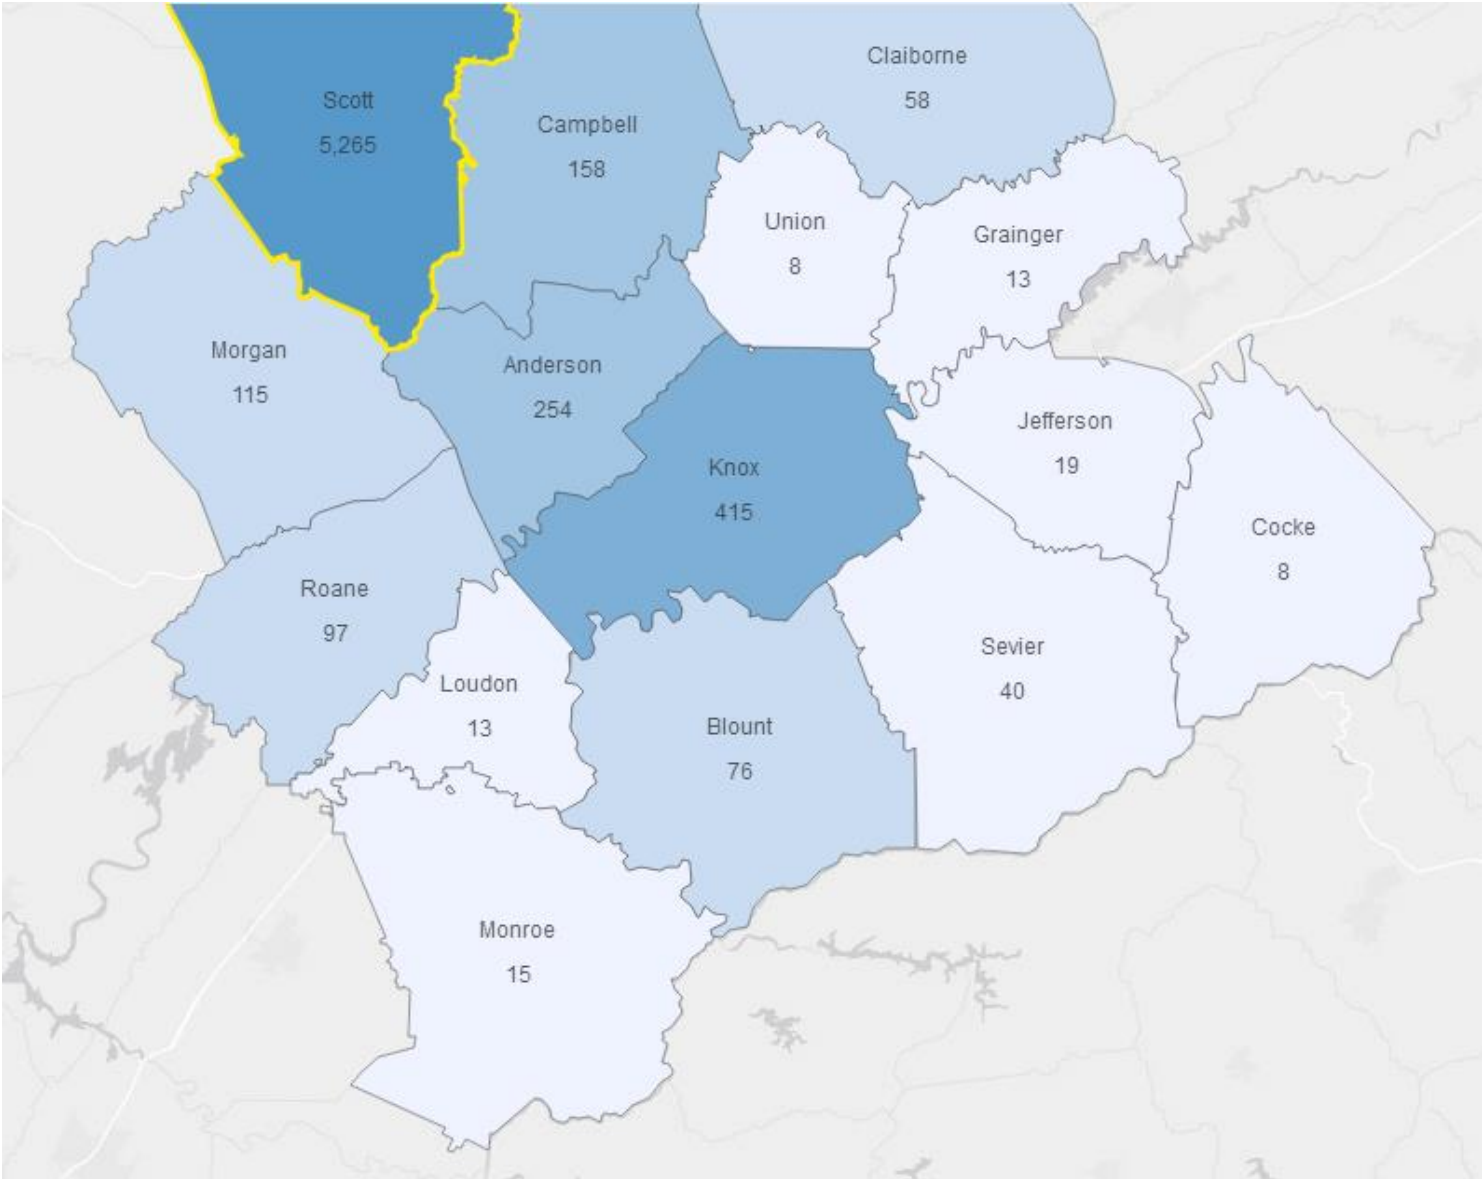 Claiborne
58
Scott
5,265
Campbell
158
Union
8
Grainger
13
Morgan
115
Anderson
254
Jefferson
19
Knox
415
Cocke
8
Roane
97
Sevier
40
Loudon
13
Blount
76
Monroe
15